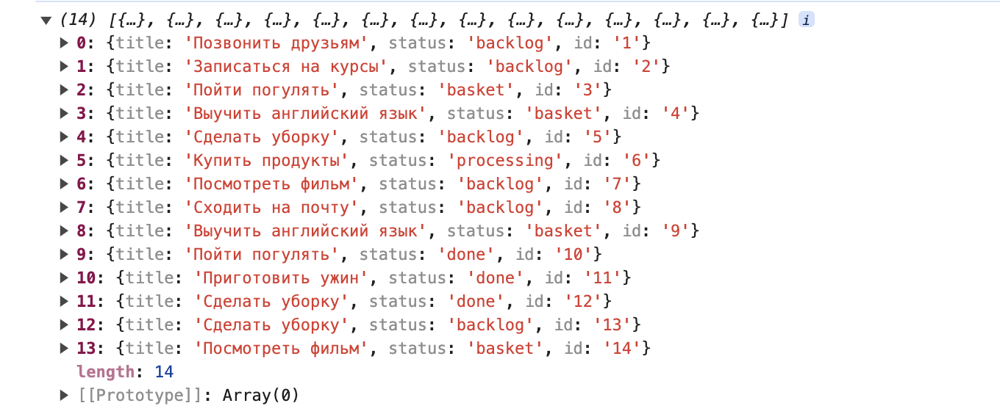 (14) [{…}, {…}, {…}, {…}, {…}, {…}, {…}, {…}, {…}, {…}, {…}, {…}, {…}, {…}] i
0: {title: 'Позвонить друзьям', status: 'backlog', id: '1'}
1: {title: 'Записаться на курсы', status: 'backlog', id: '2'}
2: {title: 'Пойти погулять', status: 'basket', id: '3'}
3: {title: 'Выучить английский язык', status: 'basket', id: '4'}
4: {title: 'Сделать уборку', status: 'backlog', id: '5'}
5: {title: 'Купить продукты', status: 'processing', id: '6'}
6: {title: 'Посмотреть фильм', status: 'backlog', id: '7'}
7: {title: 'Сходить на почту', status: 'backlog', id: '8'}
8: {title: 'Выучить английский язык', status: 'basket', id: '9'}
9: {title: 'Пойти погулять', status: 'done', id: '10'}
10: {title: 'Приготовить ужин', status: 'done', id: '11'}
11: {title: 'Сделать уборку', status: 'done', id: '12'}
12: {title: 'Сделать уборку', status: 'backlog', id: '13'}
13: {title: 'Посмотреть фильм', status: 'basket', id: '14'}
length: 14
[[Prototype]]: Array(0)